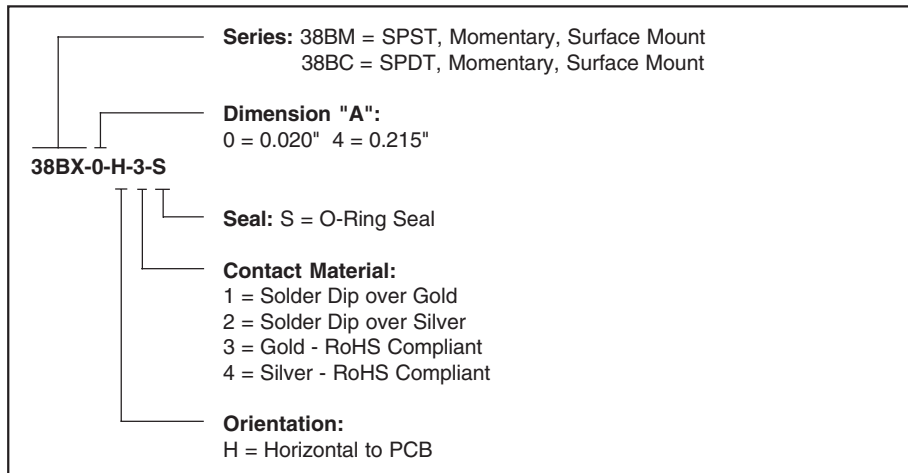 Series: 38BM = SPST, Momentary, Surface Mount
38BC = SPDT, Momentary, Surface Mount
Dimension "A":
0 = 0.020" 4 = 0.215"
38BX-0-H-3-S
Seal: S = O-Ring Seal
Contact Material:
1 = Solder Dip over Gold
2 = Solder Dip over Silver
3 = Gold - RoHS Compliant
4 = Silver - RoHS Compliant
Orientation:
H = Horizontal to PCB